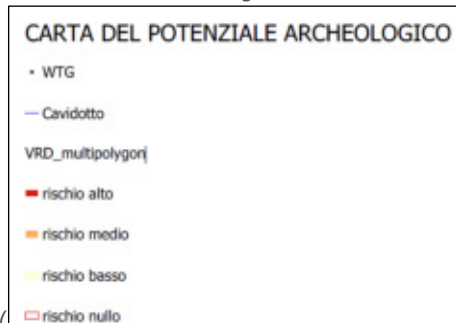 CARTA DEL POTENZIALE ARCHEOLOGICO
WTG
Cavidotto
VRD_multipolygon
rischio alto
rischio medio
rischio basso
(
rischio nullo